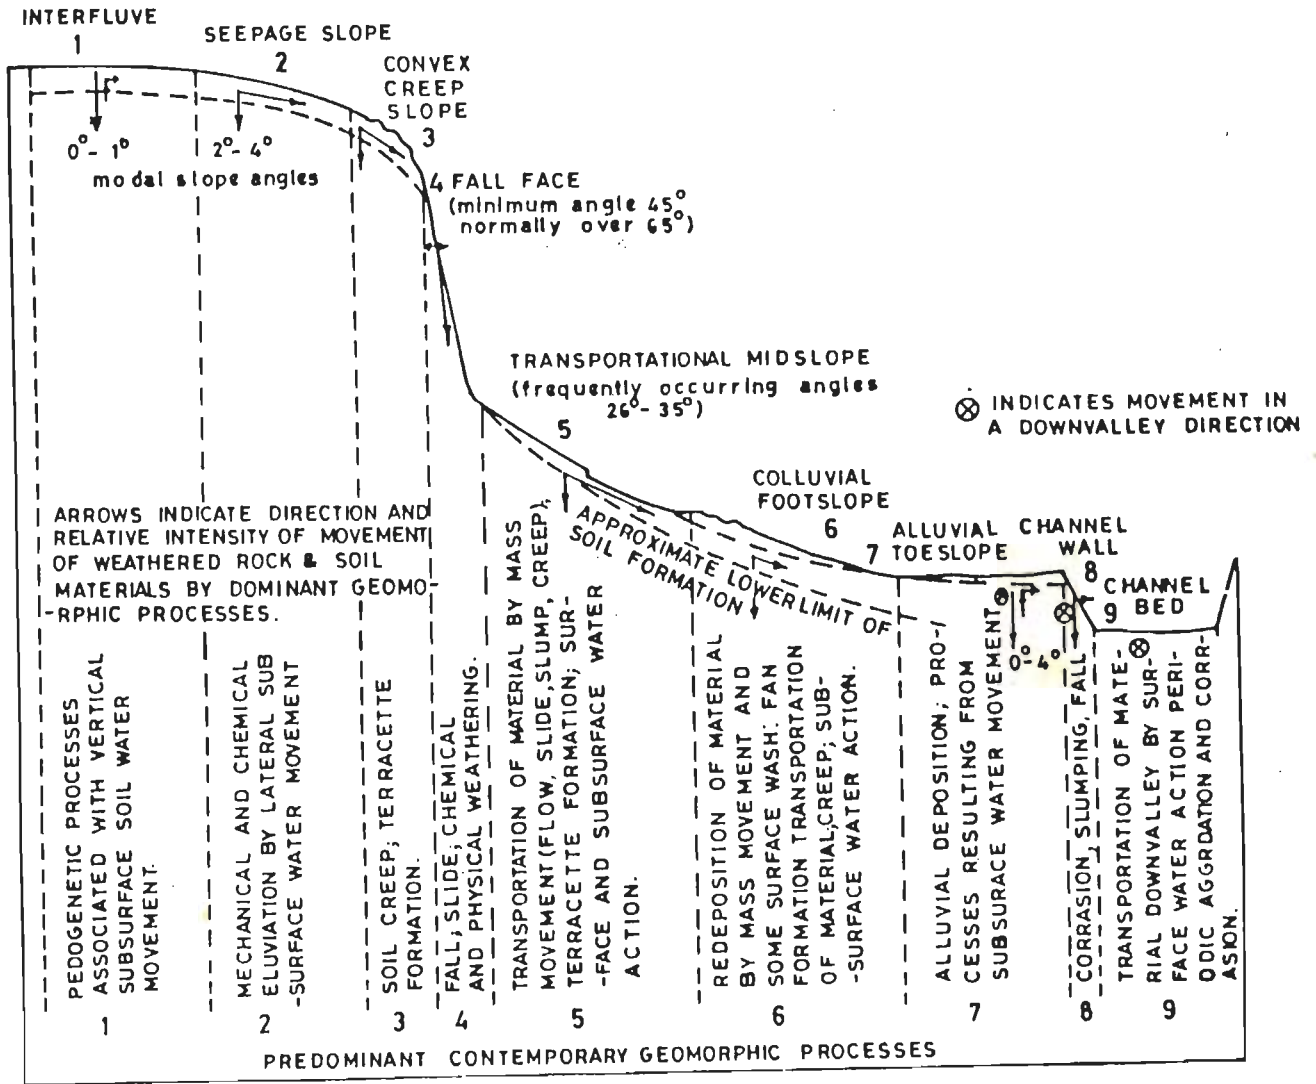 INTERFLUVE
1
SEEPAGE SLOPE
2
CONVEX
CREEP
SLOPE
3
0°- 1°
2°- 4°
modal slope angles
4 FALL FACE
(minimum angle 45°
normally over 65°)
TRANSPORTATIONAL MIDSLOPE
(frequently occurring angles
26°- 35°)
5
⊗ INDICATES MOVEMENT IN
A DOWNVALLEY DIRECTION
COLLUVIAL
FOOTSLOPE
6
7 ALLUVIAL
TOESLOPE
CHANNEL
WALL
8
CHANNEL
BED
9
0°- 4°
ARROWS INDICATE DIRECTION AND
RELATIVE INTENSITY OF MOVEMENT
OF WEATHERED ROCK & SOIL
MATERIALS BY DOMINANT GEOMO-
-RPHIC PROCESSES.
APPROXIMATE LOWER LIMIT OF
SOIL FORMATION
PEDOGENETIC PROCESSES
ASSOCIATED WITH VERTICAL
SUBSURFACE SOIL WATER
MOVEMENT.
MECHANICAL AND CHEMICAL
ELUVIATION BY LATERAL SUB
-SURFACE WATER MOVEMENT
SOIL CREEP; TERRACETTE
FORMATION.
FALL; SLIDE; CHEMICAL
AND PHYSICAL WEATHERING.
TRANSPORTATION OF MATERIAL BY MASS
MOVEMENT (FLOW, SLIDE, SLUMP, CREEP);
TERRACETTE FORMATION; SUR-
-FACE AND SUBSURFACE WATER
ACTION.
REDEPOSITION OF MATERIAL
BY MASS MOVEMENT AND
SOME SURFACE WASH: FAN
FORMATION TRANSPORTATION
OF MATERIAL; CREEP; SUB-
-SURFACE WATER ACTION.
ALLUVIAL DEPOSITION; PRO-
CESSES RESULTING FROM
SUBSURACE WATER MOVEMENT
CORRASION, SLUMPING, FALL
TRANSPORTATION OF MATE-
RIAL DOWNVALLEY BY SUR-
FACE WATER ACTION PERI-
ODIC AGGRDATION AND CORR-
ASION.
1 2 3 4 5 6 7 8 9
PREDOMINANT CONTEMPORARY GEOMORPHIC PROCESSES